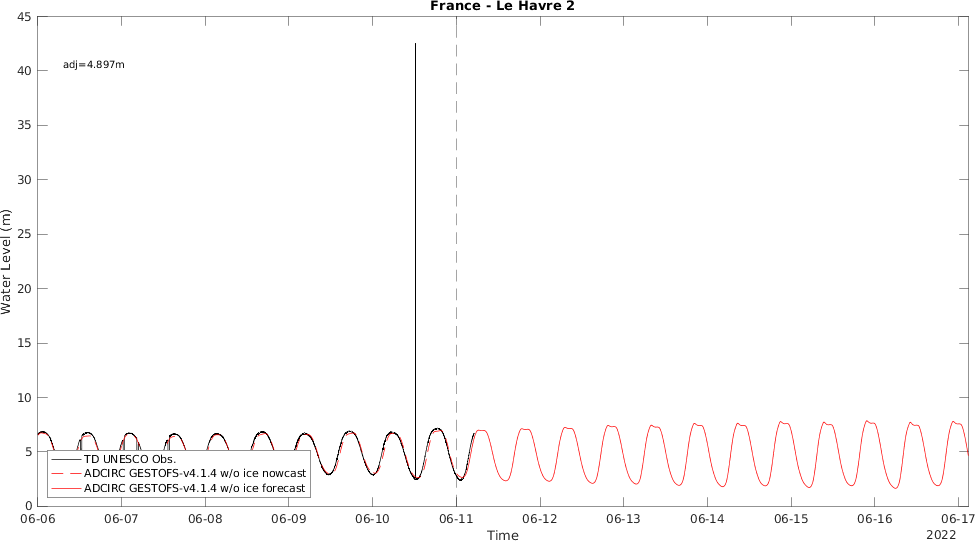 France - Le Havre 2
45
40
35
30
25
20
15
10
5
0
adj=4.897m
Water Level (m)
TD UNESCO Obs.
ADCIRC GESTOFS-v4.1.4 w/o ice nowcast
ADCIRC GESTOFS-v4.1.4 w/o ice forecast
06-06 06-07 06-08 06-09 06-10 06-11 06-12 06-13 06-14 06-15 06-16 06-17
Time
2022